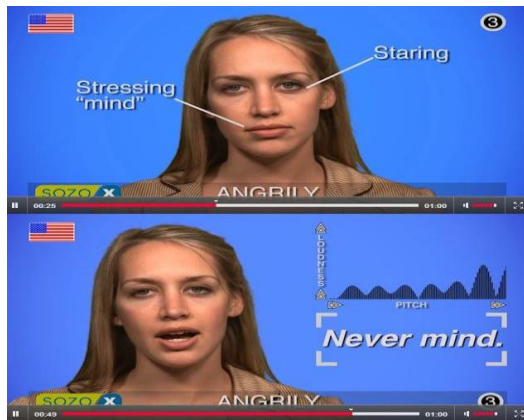 3
Staring
Stressing
"mind"
SOZO X
ANGRILY
00:25 01:00
LOUDNESS
PITCH
Never mind.
SOZO X
ANGRILY
3
00:49 01:00